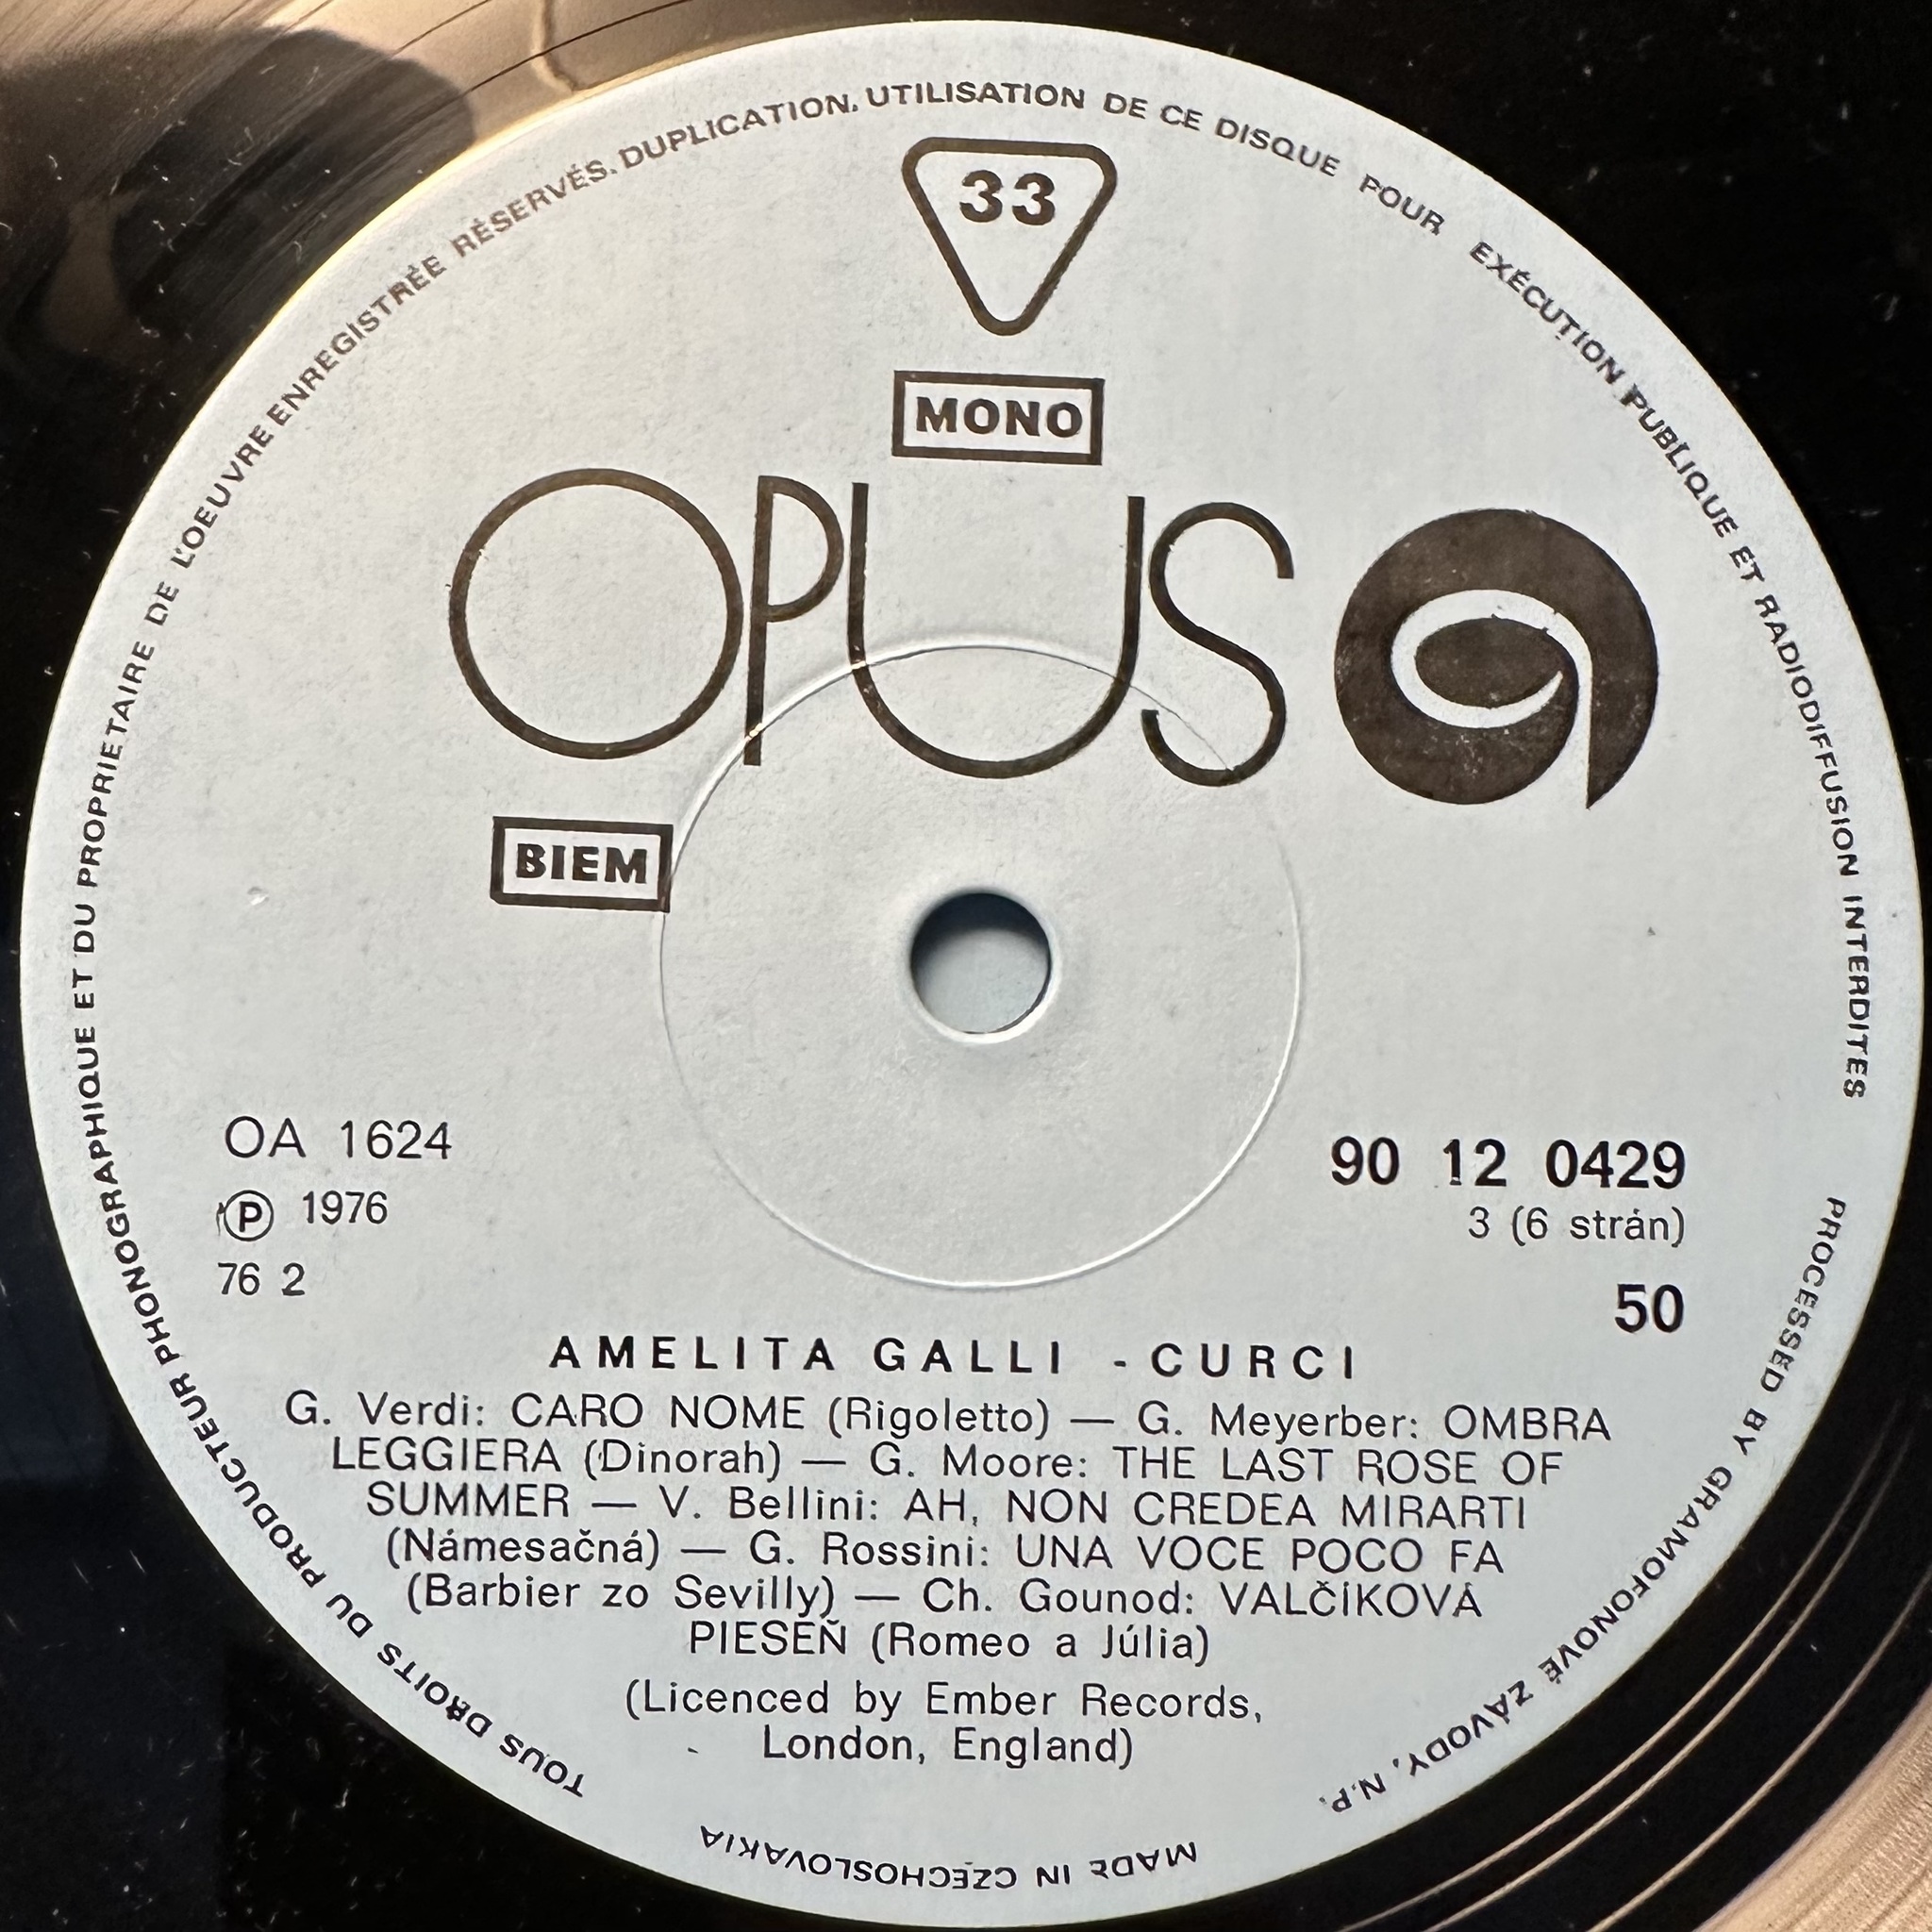 TOUS DROITS DU PRODUCTEUR PHONOGRAPHIQUE ET DU PROPRIETAIRE DE L'OEUVRE ENREGISTRÉE RÉSERVÉS. DUPLICATION, UTILISATION DE CE DISQUE POUR EXÉCUTION PUBLIQUE ET RADIODIFFUSION INTERDITES
33
MONO
OPUS
BIEM
OA 1624
Ⓟ 1976
76 2
90 12 0429
3 (6 strán)
50
AMELITA GALLI - CURCI
G. Verdi: CARO NOME (Rigoletto) — G. Meyerber: OMBRA
LEGGIERA (Dinorah) — G. Moore: THE LAST ROSE OF
SUMMER — V. Bellini: AH, NON CREDEA MIRARTI
(Námesačná) — G. Rossini: UNA VOCE POCO FA
(Barbier zo Sevilly) — Ch. Gounod: VALČÍKOVÁ
PIESEŇ (Romeo a Júlia)
(Licenced by Ember Records,
London, England)
PROCESSED BY GRAMOFONOVÉ ZÁVODY, N.P.
MADE IN CZECHOSLOVAKIA